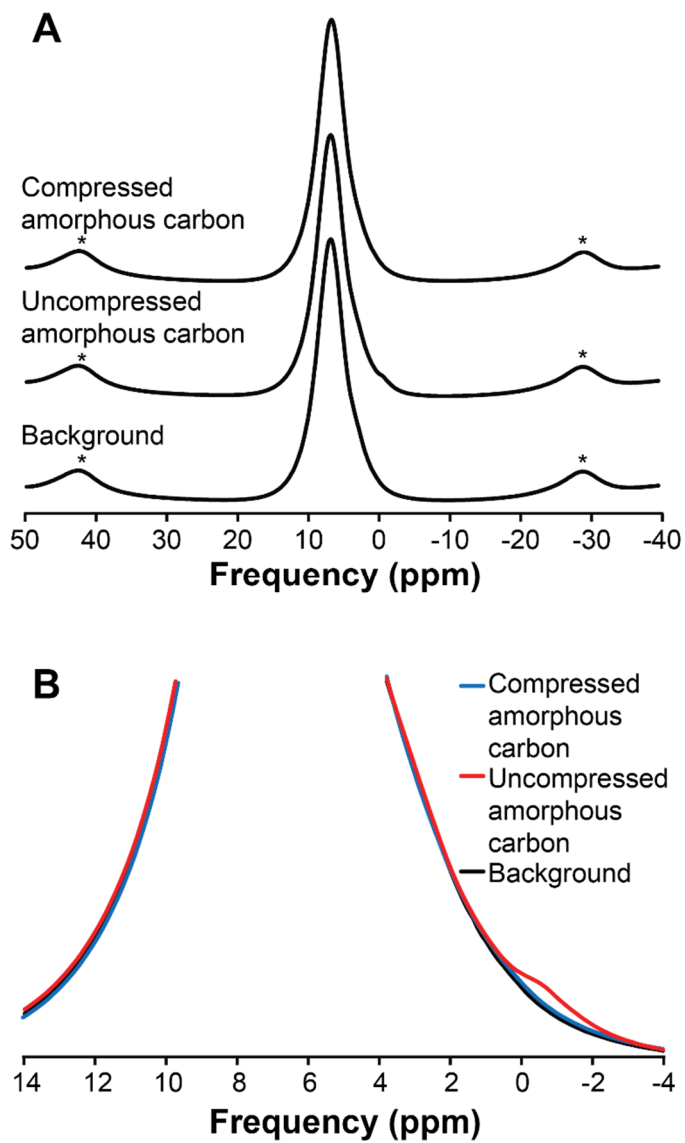 A
Compressed
amorphous carbon
* *
Uncompressed
amorphous carbon
* *
Background
* *
50 40 30 20 10 0 -10 -20 -30 -40
Frequency (ppm)
B
Compressed
amorphous
carbon
Uncompressed
amorphous
carbon
Background
14 12 10 8 6 4 2 0 -2 -4
Frequency (ppm)